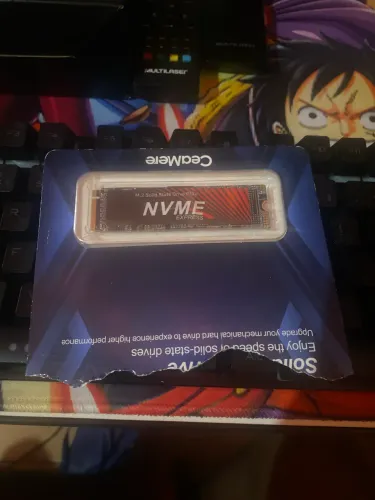 MULTILASER
CeaMere
NVME
EXPRESS
Upgrade your mechanical hard drive to experience higher performance
Enjoy the speed of solid-state drives